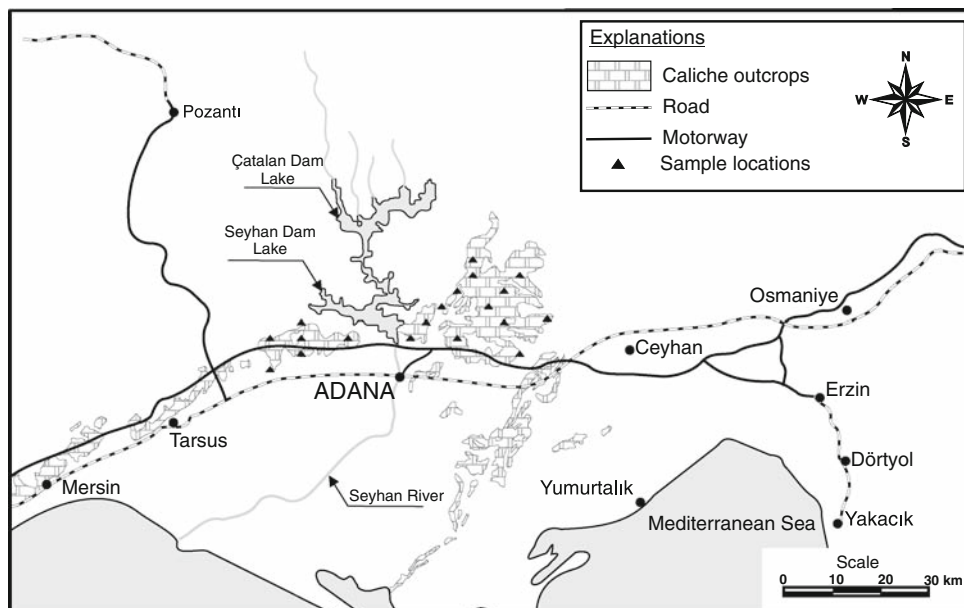 Explanations
Caliche outcrops
Road
Motorway
Sample locations
N
W E
S
Pozantı
Çatalan Dam
Lake
Seyhan Dam
Lake
Osmaniye
Ceyhan
ADANA
Erzin
Tarsus
Dörtyol
Mersin
Seyhan River
Yumurtalık
Mediterranean Sea
Yakacık
Scale
0 10 20 30 km